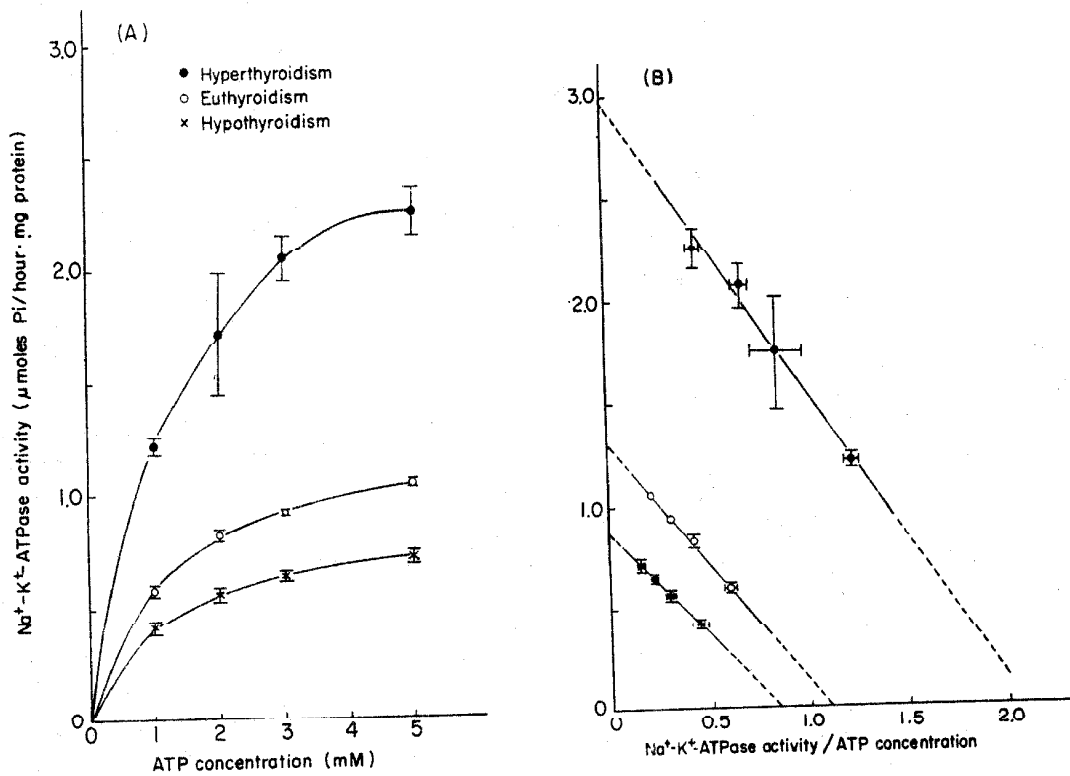 (A)
3.0
2.0
1.0
0
Hyperthyroidism
Euthyroidism
Hypothyroidism
Na⁺-K⁺-ATPase activity (μmoles Pi/hour·mg protein)
0 1 2 3 4 5
ATP concentration (mM)
(B)
3.0
2.0
1.0
0
0 0.5 1.0 1.5 2.0
Na⁺-K⁺-ATPase activity/ATP concentration